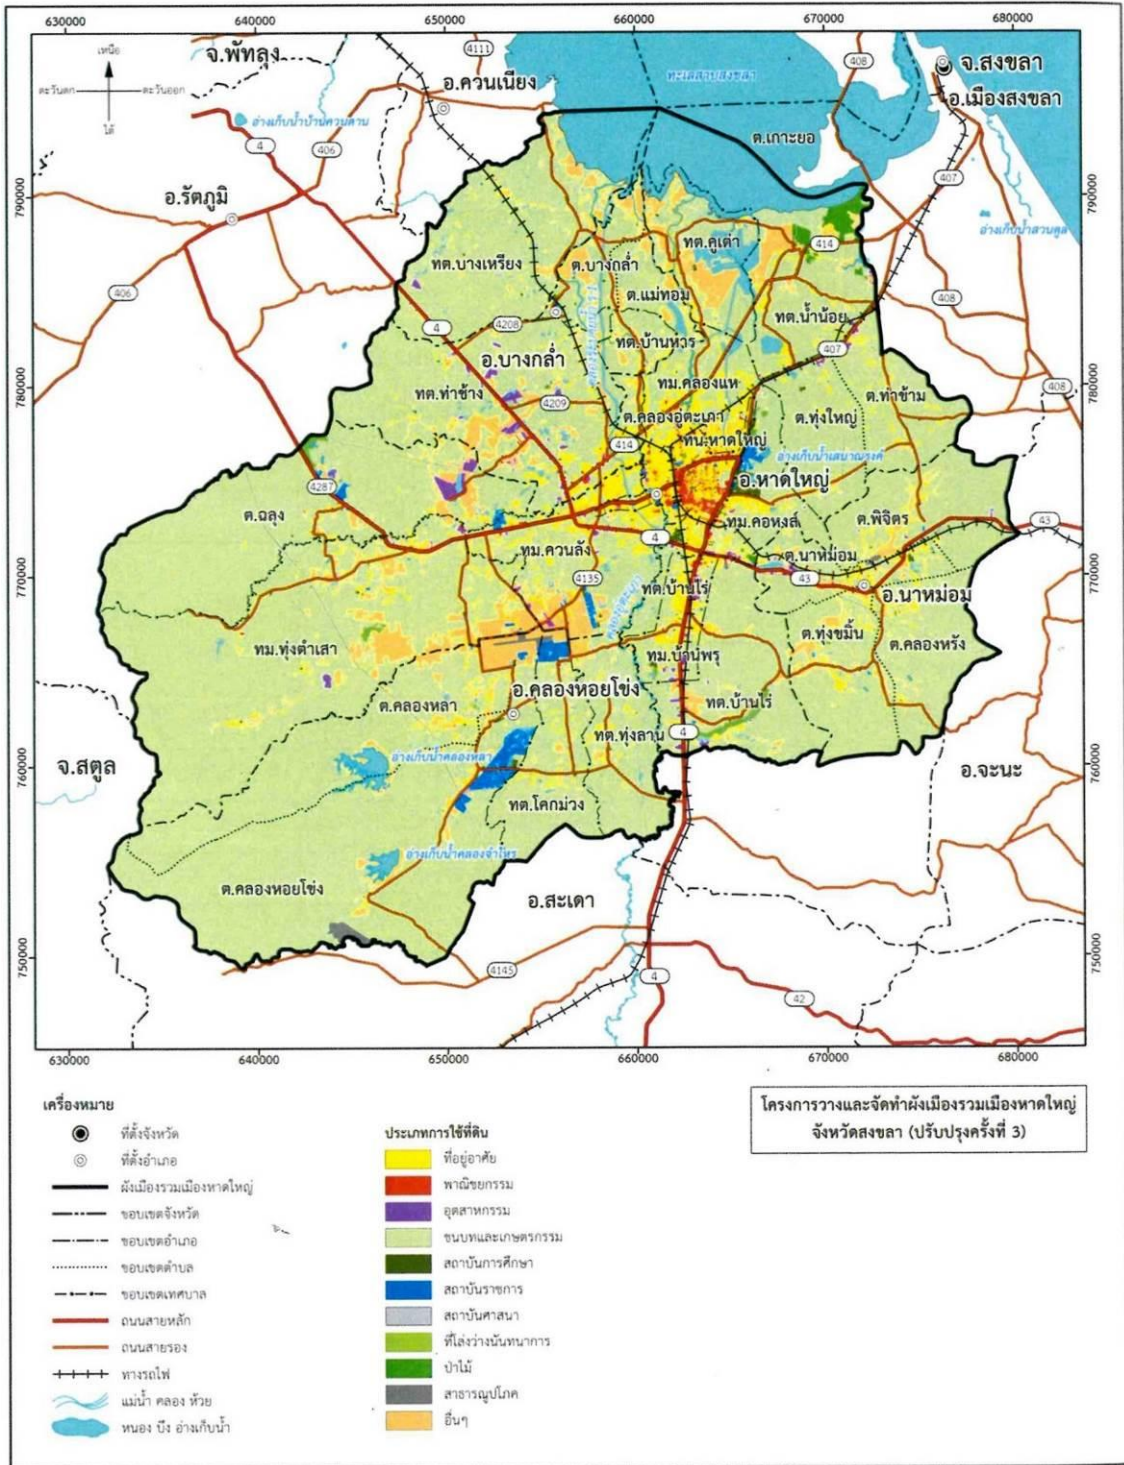 630000 640000 650000 660000 670000 680000
จ.พัทลุง
4111
408
ทะเลสาบสงขลา
จ.สงขลา
เหนือ
ตะวันตก ตะวันออก
ใต้
อ.ควนเนียง
อ.เมืองสงขลา
อ่างเก็บน้ำบ้านควนดาน
4
406
ต.เกาะยอ
407
790000
อ.รัตภูมิ
790000
อ่างเก็บน้ำสวนตูล
ทต.คูเต่า
414
ทต.บางเหรียง
ต.บางกล่ำ
406
ต.แม่ทอม
408
ทต.น้ำน้อย
4
4208
ทต.บ้านหาร
407
อ.บางกล่ำ
780000
ทต.ท่าช้าง
ทม.คลองแห
ต.ท่าข้าม
408
780000
4209
ต.คลองอู่ตะเภา
ต.ทุ่งใหญ่
414
ทน.หาดใหญ่
อ่างเก็บน้ำเสนาณรงค์
อ.หาดใหญ่
4287
ต.ฉลุง
ทม.คอหงส์
ต.พิจิตร
43
4
ทม.ควนลัง
ต.นาหม่อม
770000
4135
43
770000
ทต.บ้านไร่
อ.นาหม่อม
คลองอู่ตะเภา
ต.ทุ่งขมิ้น
ต.คลองหรัง
ทม.ทุ่งตำเสา
ทม.บ้านพรุ
อ.คลองหอยโข่ง
ต.คลองหลา
ทต.บ้านไร่
ทต.ทุ่งลาน
4
จ.สตูล
อ่างเก็บน้ำคลองหลา
อ.จะนะ
760000
760000
ทต.โคกม่วง
อ่างเก็บน้ำคลองจำไหร
ต.คลองหอยโข่ง
อ.สะเดา
750000
4145
4
42
750000
630000 640000 650000 660000 670000 680000
โครงการวางและจัดทำผังเมืองรวมเมืองหาดใหญ่
จังหวัดสงขลา (ปรับปรุงครั้งที่ 3)
เครื่องหมาย
ที่ตั้งจังหวัด
ที่ตั้งอำเภอ
ผังเมืองรวมเมืองหาดใหญ่
ขอบเขตจังหวัด
ขอบเขตอำเภอ
ขอบเขตตำบล
ขอบเขตเทศบาล
ถนนสายหลัก
ถนนสายรอง
ทางรถไฟ
แม่น้ำ คลอง ห้วย
หนอง บึง อ่างเก็บน้ำ
ประเภทการใช้ที่ดิน
ที่อยู่อาศัย
พาณิชยกรรม
อุตสาหกรรม
ชนบทและเกษตรกรรม
สถาบันการศึกษา
สถาบันราชการ
สถาบันศาสนา
ที่โล่งว่างนันทนาการ
ป่าไม้
สาธารณูปโภค
อื่นๆ